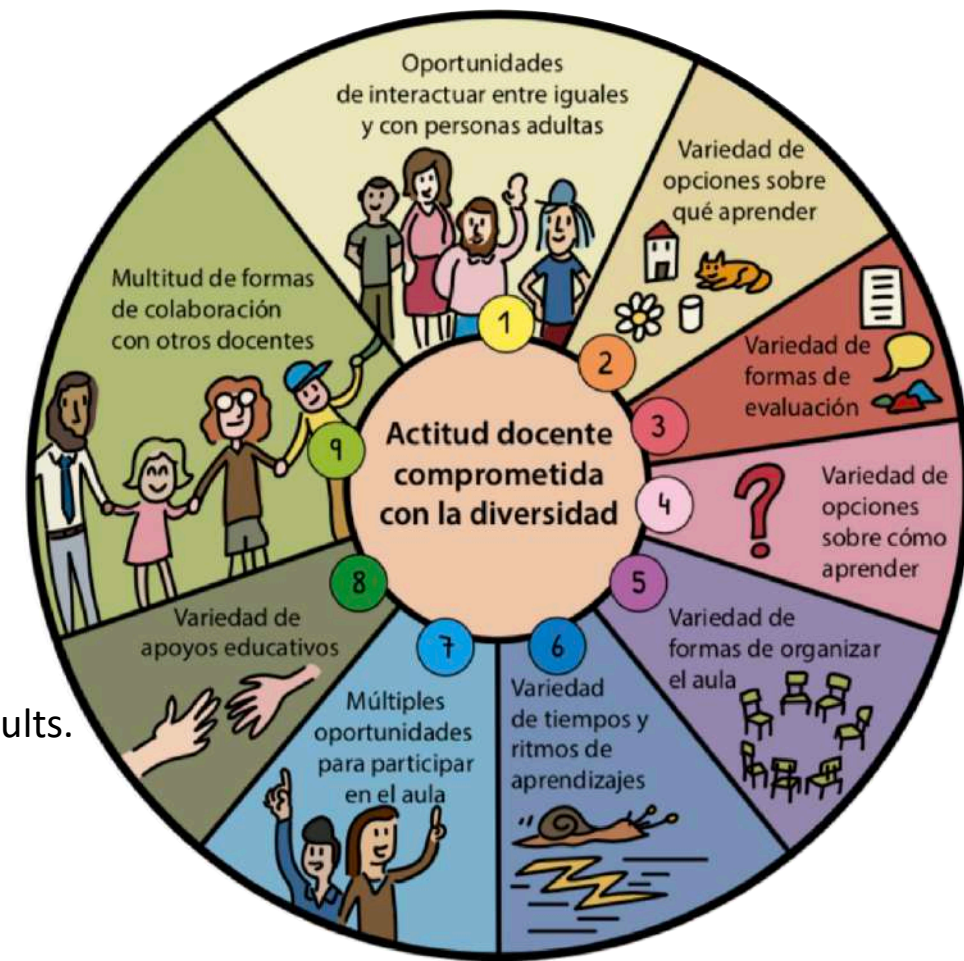 Oportunidades
de interactuar entre iguales
y con personas adultas
1
Variedad de
opciones sobre
qué aprender
2
Variedad de
formas de
evaluación
3
Variedad de
opciones
sobre cómo
aprender
4
Variedad de
formas de organizar
el aula
5
Variedad
de tiempos y
ritmos de
aprendizajes
6
Múltiples
oportunidades
para participar
en el aula
7
Variedad de
apoyos educativos
8
Multitud de formas
de colaboración
con otros docentes
9
Actitud docente
comprometida
con la diversidad
ults.